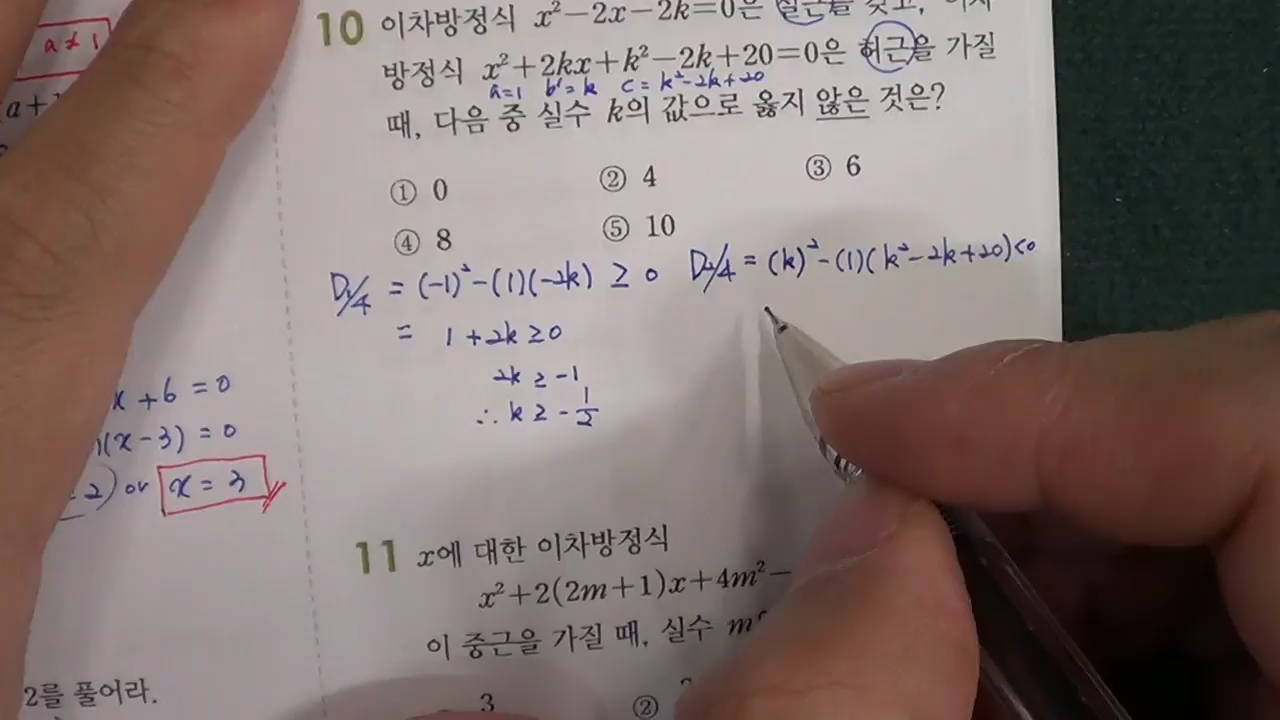 a≠1
a+1
x+6=0
(x-3)=0
2) or x=3
2를 풀어라.
10 이차방정식 x²-2x-2k=0은 실근을 갖고, 이차
방정식 x²+2kx+k²-2k+20=0은 허근을 가질
a=1 b'=k c=k²-2k+20
때, 다음 중 실수 k의 값으로 옳지 않은 것은?
① 0 ② 4 ③ 6
④ 8 ⑤ 10
D₁/4 = (-1)²-(1)(-2k) ≥ 0
= 1+2k≥0
2k ≥ -1
∴ k ≥ -1/2
D₂/4 = (k)²-(1)(k²-2k+20)<0
11 x에 대한 이차방정식
x²+2(2m+1)x+4m²-
이 중근을 가질 때, 실수 m
3 ②